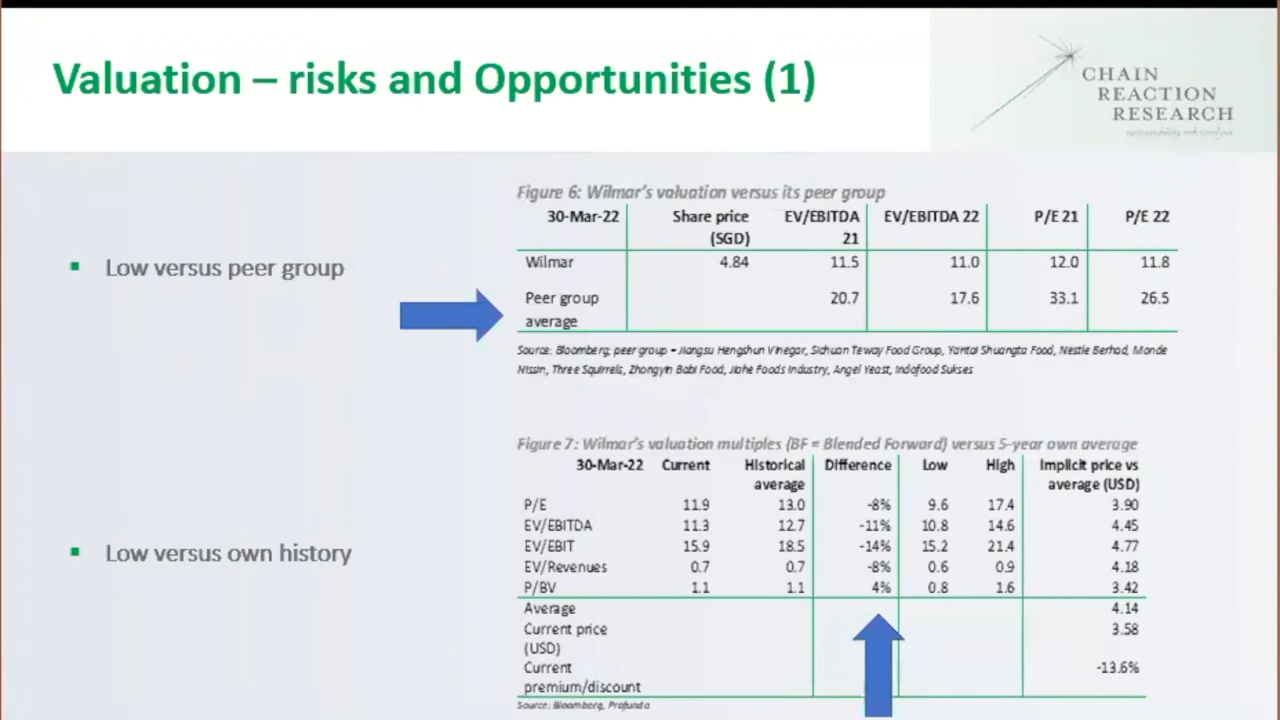 Valuation – risks and Opportunities (1)
CHAIN
REACTION
RESEARCH
sustainability risk analysis
Low versus peer group
Low versus own history
Figure 6: Wilmar's valuation versus its peer group
30-Mar-22 Share price (SGD) EV/EBITDA 21 EV/EBITDA 22 P/E 21 P/E 22
Wilmar 4.84 11.5 11.0 12.0 11.8
Peer group average 20.7 17.6 33.1 26.5
Source: Bloomberg; peer group = Jiangsu Hengshun Vinegar, Sichuan Teway Food Group, Yantai Shuangta Food, Nestle Berhad, Monde
Nissin, Three Squirrels, Zhongyin Babi Food, Jiahe Foods Industry, Angel Yeast, Indofood Sukses
Figure 7: Wilmar's valuation multiples (BF = Blended Forward) versus 5-year own average
30-Mar-22 Current Historical average Difference Low High Implicit price vs average (USD)
P/E 11.9 13.0 -8% 9.6 17.4 3.90
EV/EBITDA 11.3 12.7 -11% 10.8 14.6 4.45
EV/EBIT 15.9 18.5 -14% 15.2 21.4 4.77
EV/Revenues 0.7 0.7 -8% 0.6 0.9 4.18
P/BV 1.1 1.1 4% 0.8 1.6 3.42
Average 4.14
Current price (USD) 3.58
Current premium/discount -13.6%
Source: Bloomberg, Profundo